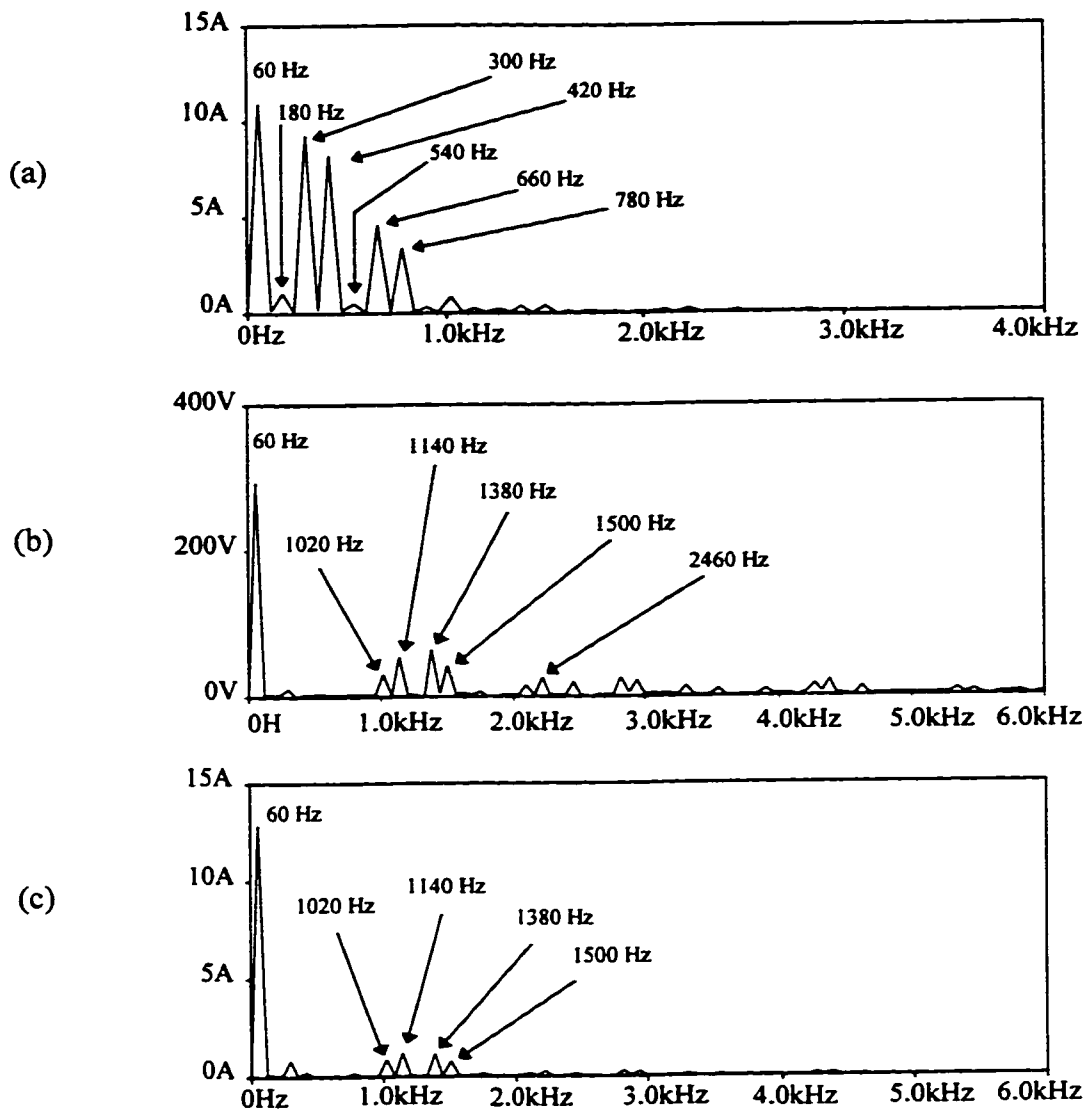 15A
60 Hz
300 Hz
420 Hz
10A
180 Hz
540 Hz
(a)
660 Hz
5A
780 Hz
0A
0Hz 1.0kHz 2.0kHz 3.0kHz 4.0kHz
400V
60 Hz
1140 Hz
1380 Hz
(b)
200V
1020 Hz
1500 Hz
2460 Hz
0V
0H 1.0kHz 2.0kHz 3.0kHz 4.0kHz 5.0kHz 6.0kHz
15A
60 Hz
10A
(c)
1140 Hz
1020 Hz
1380 Hz
1500 Hz
5A
0A
0Hz 1.0kHz 2.0kHz 3.0kHz 4.0kHz 5.0kHz 6.0kHz